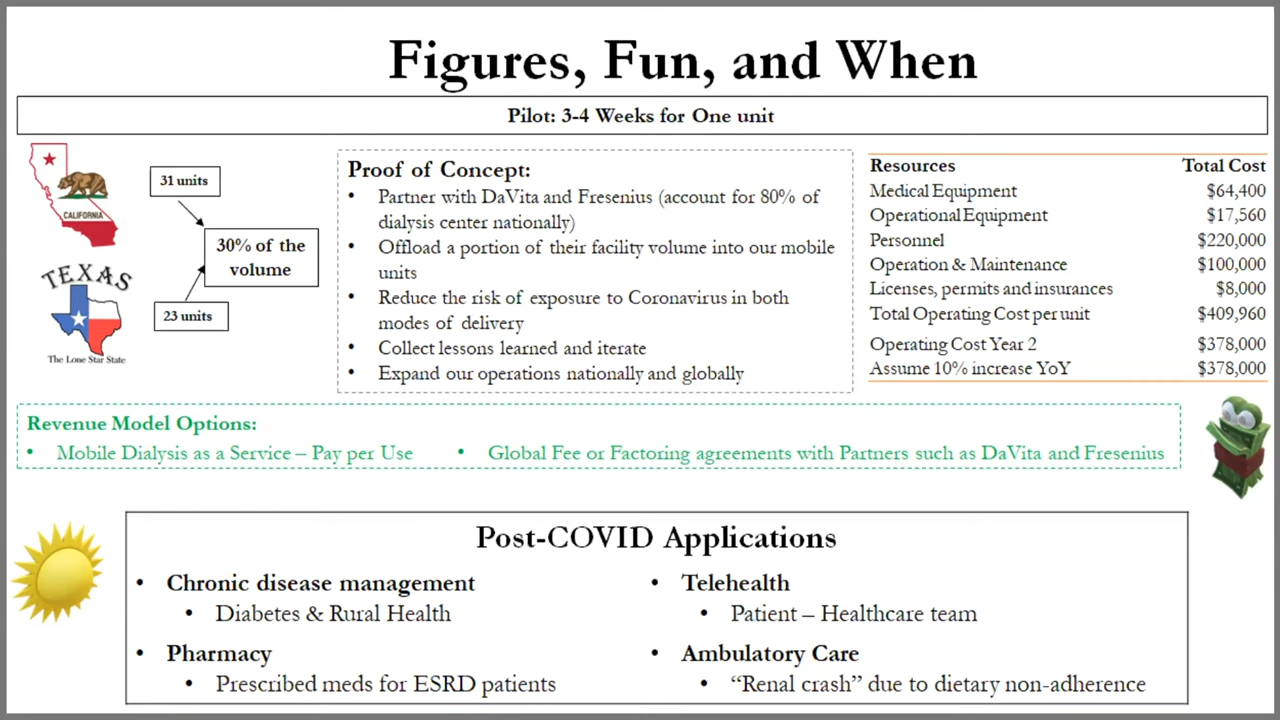 Figures, Fun, and When
Pilot: 3-4 Weeks for One unit
CALIFORNIA
31 units
30% of the
volume
TEXAS
23 units
The Lone Star State
Proof of Concept:
• Partner with DaVita and Fresenius (account for 80% of
dialysis center nationally)
• Offload a portion of their facility volume into our mobile
units
• Reduce the risk of exposure to Coronavirus in both
modes of delivery
• Collect lessons learned and iterate
• Expand our operations nationally and globally
Resources Total Cost
Medical Equipment $64,400
Operational Equipment $17,560
Personnel $220,000
Operation & Maintenance $100,000
Licenses, permits and insurances $8,000
Total Operating Cost per unit $409,960
Operating Cost Year 2 $378,000
Assume 10% increase YoY $378,000
Revenue Model Options:
• Mobile Dialysis as a Service – Pay per Use • Global Fee or Factoring agreements with Partners such as DaVita and Fresenius
Post-COVID Applications
• Chronic disease management
• Diabetes & Rural Health
• Pharmacy
• Prescribed meds for ESRD patients
• Telehealth
• Patient – Healthcare team
• Ambulatory Care
• “Renal crash” due to dietary non-adherence